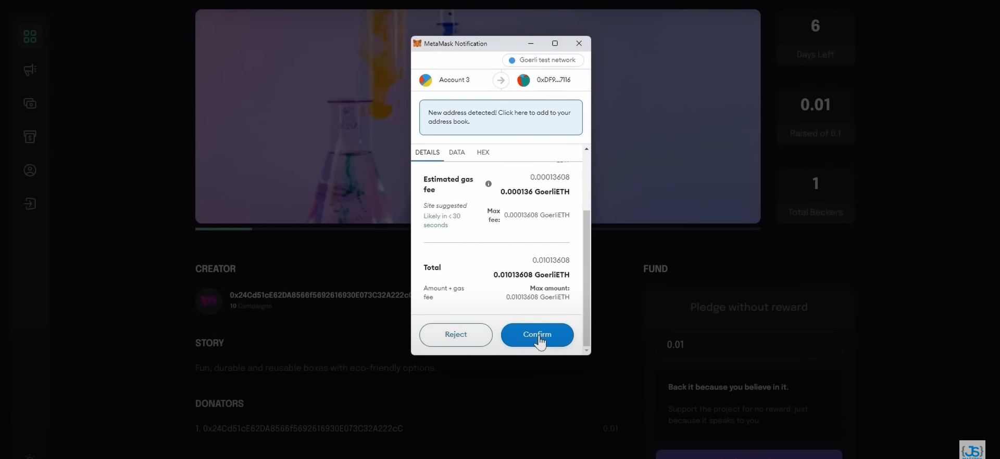 MetaMask Notification
Goerli test network
Account 3
0xDF9...7116
New address detected! Click here to add to your
address book.
DETAILS DATA HEX
Estimated gas
fee
0.00013608
0.000136 GoerliETH
Site suggested
Likely in < 30
seconds
Max
fee:
0.00013608 GoerliETH
Total
0.01013608
0.01013608 GoerliETH
Amount + gas
fee
Max amount:
0.01013608 GoerliETH
Reject
Confirm
6
Days Left
0.01
Raised of 0.1
1
Total Backers
CREATOR
10 Campaigns
STORY
Fun, durable and reusable boxes with eco-friendly options.
DONATORS
1. 0x24Cd51cE62DA8566f5692616930E073C32A222cC
0.01
FUND
Pledge without reward
0.01
Back it because you believe in it.
Support the project for no reward, just
because it speaks to you.
{JS}